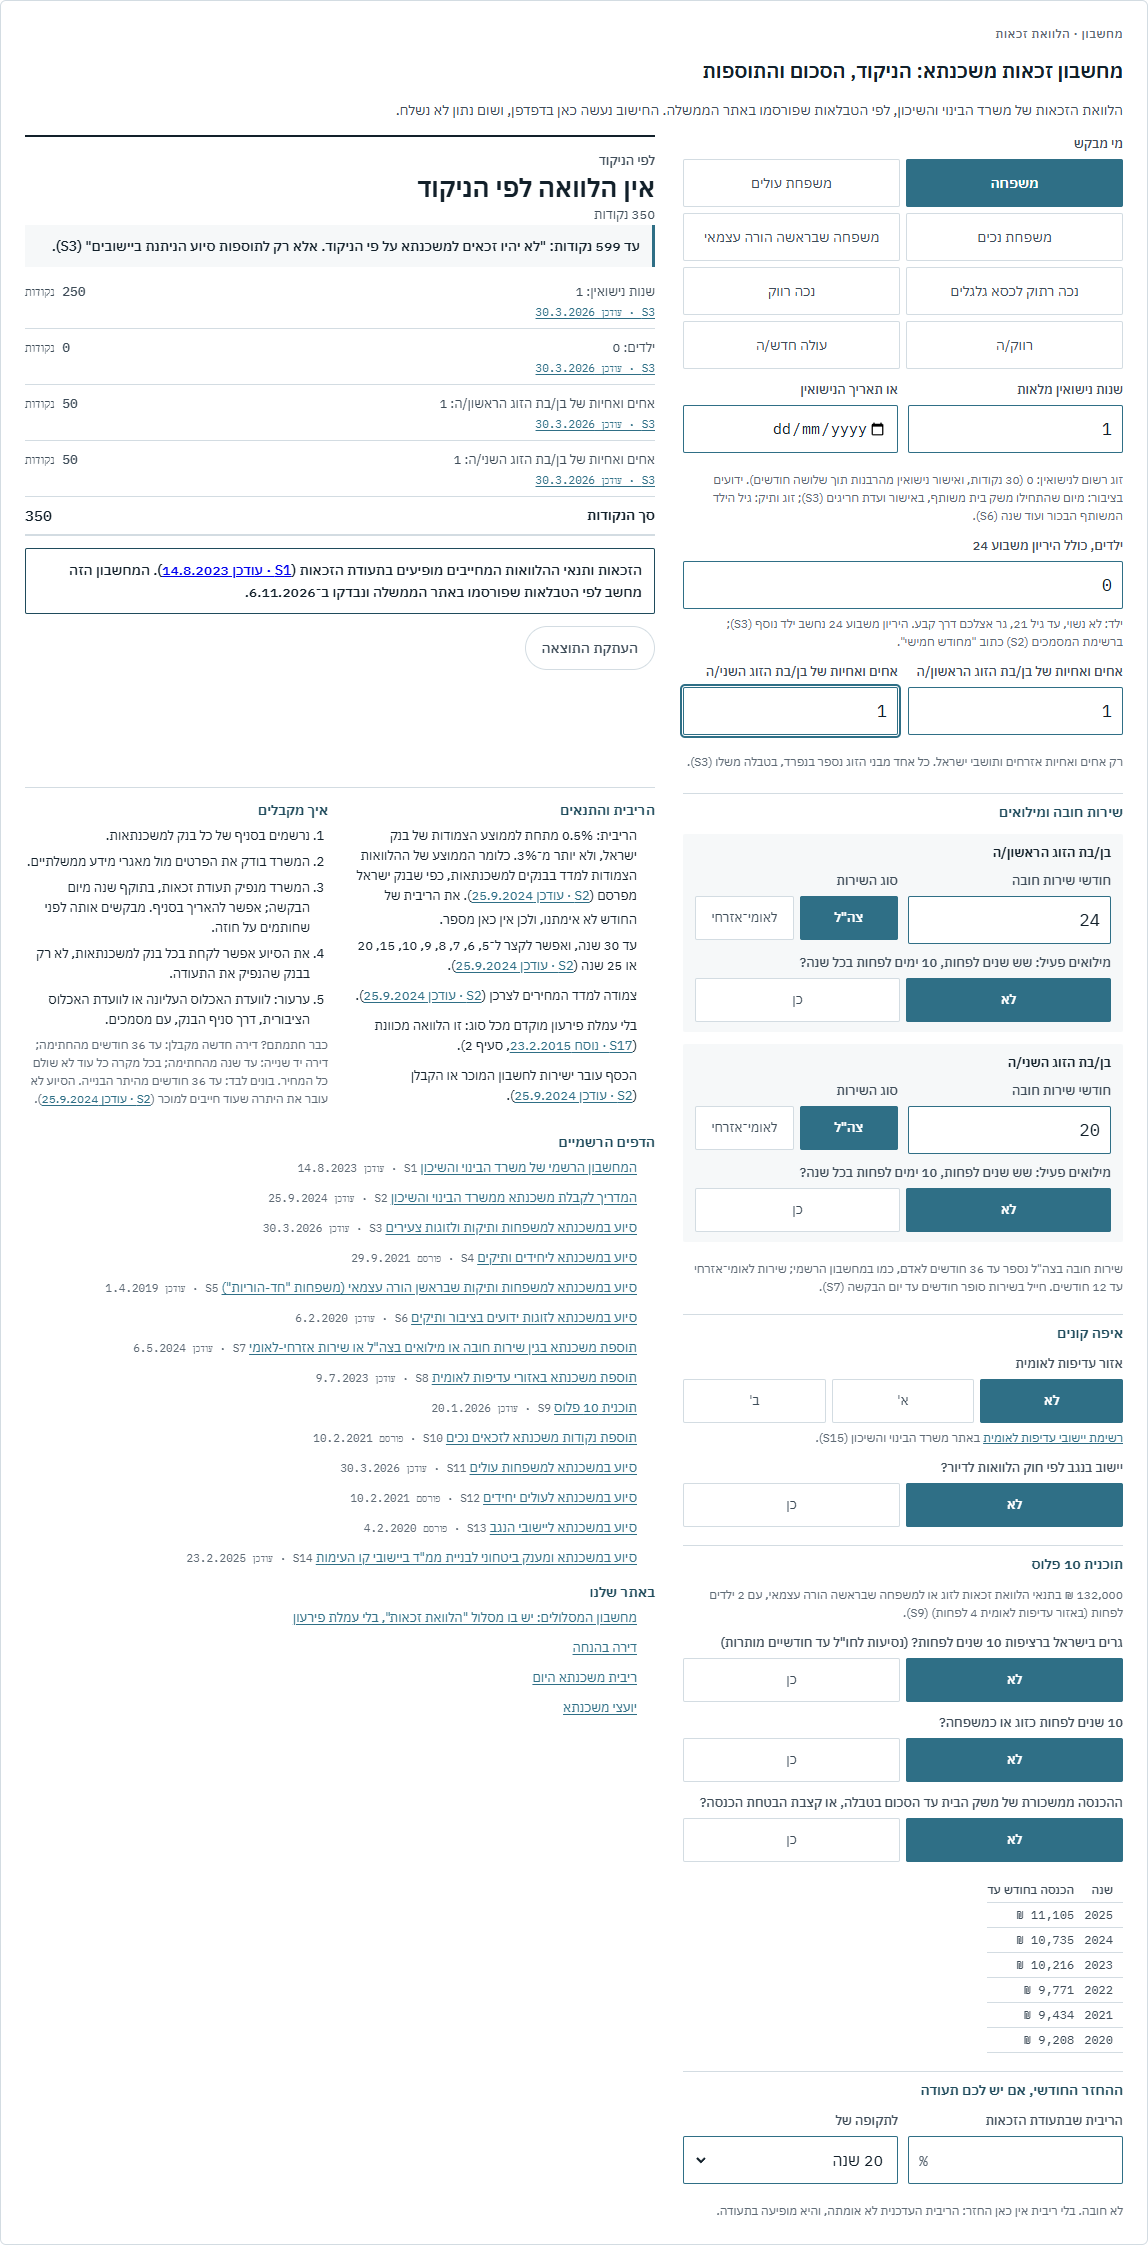 מחשבון · הלוואת זכאות
מחשבון זכאות משכנתא: הניקוד, הסכום והתוספות
הלוואת הזכאות של משרד הבינוי והשיכון, לפי הטבלאות שפורסמו באתר הממשלה. החישוב נעשה כאן בדפדפן, ושום נתון לא נשלח.
מי מבקש
משפחה
משפחת עולים
משפחת נכים
משפחה שבראשה הורה עצמאי
נכה רתוק לכסא גלגלים
נכה רווק
רווק/ה
עולה חדש/ה
שנות נישואין מלאות
או תאריך הנישואין
1
dd/mm/yyyy
זוג רשום לנישואין: 0 (30 נקודות, ואישור נישואין מהרבנות תוך שלושה חודשים). ידועים
בציבור: מיום שהתחילו משק בית משותף, באישור ועדת חריגים (S3); זוג ותיק: גיל הילד
המשותף הבכור ועוד שנה (S6).
ילדים, כולל היריון משבוע 24
0
ילד: לא נשוי, עד גיל 21, גר אצלכם דרך קבע. היריון משבוע 24 נחשב ילד נוסף (S3);
ברשימת המסמכים (S2) כתוב "מחודש חמישי".
אחים ואחיות של בן/בת הזוג הראשון/ה
אחים ואחיות של בן/בת הזוג השני/ה
1
1
רק אחים ואחיות אזרחים ותושבי ישראל. כל אחד מבני הזוג נספר בנפרד, בטבלה משלו (S3).
שירות חובה ומילואים
בן/בת הזוג הראשון/ה
חודשי שירות חובה
סוג השירות
24
צה"ל
לאומי־אזרחי
מילואים פעיל: שש שנים לפחות, 10 ימים לפחות בכל שנה?
לא
כן
בן/בת הזוג השני/ה
חודשי שירות חובה
סוג השירות
20
צה"ל
לאומי־אזרחי
מילואים פעיל: שש שנים לפחות, 10 ימים לפחות בכל שנה?
לא
כן
שירות חובה בצה"ל נספר עד 36 חודשים לאדם, כמו במחשבון הרשמי; שירות לאומי־אזרחי
עד 12 חודשים. חייל בשירות סופר חודשים עד יום הבקשה (S7).
איפה קונים
אזור עדיפות לאומית
לא
א'
ב'
רשימת יישובי עדיפות לאומית באתר משרד הבינוי והשיכון (S15).
יישוב בנגב לפי חוק הלוואות לדיור?
לא
כן
תוכנית 10 פלוס
132,000 ₪ בתנאי הלוואת זכאות לזוג או למשפחה שבראשה הורה עצמאי, עם 2 ילדים
לפחות (באזור עדיפות לאומית 4 לפחות) (S9).
גרים בישראל ברציפות 10 שנים לפחות? (נסיעות לחו"ל עד חודשיים מותרות)
לא
כן
10 שנים לפחות כזוג או כמשפחה?
לא
כן
ההכנסה ממשכורת של משק הבית עד הסכום בטבלה, או קצבת הבטחת הכנסה?
לא
כן
שנה הכנסה בחודש עד
2025 11,105 ₪
2024 10,735 ₪
2023 10,216 ₪
2022 9,771 ₪
2021 9,434 ₪
2020 9,208 ₪
ההחזר החודשי, אם יש לכם תעודה
הריבית שבתעודת הזכאות
לתקופה של
%
20 שנה
לא חובה. בלי ריבית אין כאן החזר: הריבית העדכנית לא אומתה, והיא מופיעה בתעודה.
לפי הניקוד
אין הלוואה לפי הניקוד
350 נקודות
עד 599 נקודות: "לא יהיו זכאים למשכנתא על פי הניקוד. אלא רק לתוספות סיוע הניתנת ביישובים" (S3).
שנות נישואין: 1
250 נקודות
S3 · עודכן 30.3.2026
ילדים: 0
0 נקודות
S3 · עודכן 30.3.2026
אחים ואחיות של בן/בת הזוג הראשון/ה: 1
50 נקודות
S3 · עודכן 30.3.2026
אחים ואחיות של בן/בת הזוג השני/ה: 1
50 נקודות
S3 · עודכן 30.3.2026
סך הנקודות
350
הזכאות ותנאי ההלוואות המחייבים מופיעים בתעודת הזכאות (S1 · עודכן 14.8.2023). המחשבון הזה
מחשב לפי הטבלאות שפורסמו באתר הממשלה ונבדקו ב־6.11.2026.
העתקת התוצאה
הריבית והתנאים
הריבית: 0.5% מתחת לממוצע הצמודות של בנק
ישראל, ולא יותר מ־3%. כלומר הממוצע של ההלוואות
הצמודות למדד בבנקים למשכנתאות, כפי שבנק ישראל
מפרסם (S2 · עודכן 25.9.2024). את הריבית של
החודש לא אימתנו, ולכן אין כאן מספר.
עד 30 שנה, ואפשר לקצר ל־5, 6, 7, 8, 9, 10, 15, 20
או 25 שנה (S2 · עודכן 25.9.2024).
צמודה למדד המחירים לצרכן (S2 · עודכן 25.9.2024).
בלי עמלת פירעון מוקדם מכל סוג: זו הלוואה מכוונת
(S17 · נוסח 23.2.2015, סעיף 2).
הכסף עובר ישירות לחשבון המוכר או הקבלן
(S2 · עודכן 25.9.2024).
איך מקבלים
1. נרשמים בסניף של כל בנק למשכנתאות.
2. המשרד בודק את הפרטים מול מאגרי מידע ממשלתיים.
3. המשרד מנפיק תעודת זכאות, בתוקף שנה מיום
הבקשה; אפשר להאריך בסניף. מבקשים אותה לפני
שחותמים על חוזה.
4. את הסיוע אפשר לקחת בכל בנק למשכנתאות, לא רק
בבנק שהנפיק את התעודה.
5. ערעור: לוועדת האכלוס העליונה או לוועדת האכלוס
הציבורית, דרך סניף הבנק, עם מסמכים.
כבר חתמתם? דירה חדשה מקבלן: עד 36 חודשים מהחתימה;
דירה יד שנייה: עד שנה מהחתימה; בכל מקרה כל עוד לא שולם
כל המחיר. בונים לבד: עד 36 חודשים מהיתר הבנייה. הסיוע לא
עובר את היתרה שעוד חייבים למוכר (S2 · עודכן 25.9.2024).
הדפים הרשמיים
המחשבון הרשמי של משרד הבינוי והשיכון S1 · עודכן 14.8.2023
המדריך לקבלת משכנתא ממשרד הבינוי והשיכון S2 · עודכן 25.9.2024
סיוע במשכנתא למשפחות ותיקות ולזוגות צעירים S3 · עודכן 30.3.2026
סיוע במשכנתא ליחידים ותיקים S4 · פורסם 29.9.2021
סיוע במשכנתא למשפחות ותיקות שבראשן הורה עצמאי (משפחות "חד-הוריות") S5 · עודכן 1.4.2019
סיוע במשכנתא לזוגות ידועים בציבור ותיקים S6 · עודכן 6.2.2020
תוספת משכנתא בגין שירות חובה או מילואים בצה"ל או שירות אזרחי-לאומי S7 · עודכן 6.5.2024
תוספת משכנתא באזורי עדיפות לאומית S8 · עודכן 9.7.2023
תוכנית 10 פלוס S9 · עודכן 20.1.2026
תוספת נקודות משכנתא לזכאים נכים S10 · פורסם 10.2.2021
סיוע במשכנתא למשפחות עולים S11 · עודכן 30.3.2026
סיוע במשכנתא לעולים יחידים S12 · פורסם 10.2.2021
סיוע במשכנתא ליישובי הנגב S13 · פורסם 4.2.2020
סיוע במשכנתא ומענק ביטחוני לבניית ממ"ד ביישובי קו העימות S14 · עודכן 23.2.2025
באתר שלנו
מחשבון המסלולים: יש בו מסלול "הלוואת זכאות", בלי עמלת פירעון
דירה בהנחה
ריבית משכנתא היום
יועצי משכנתא